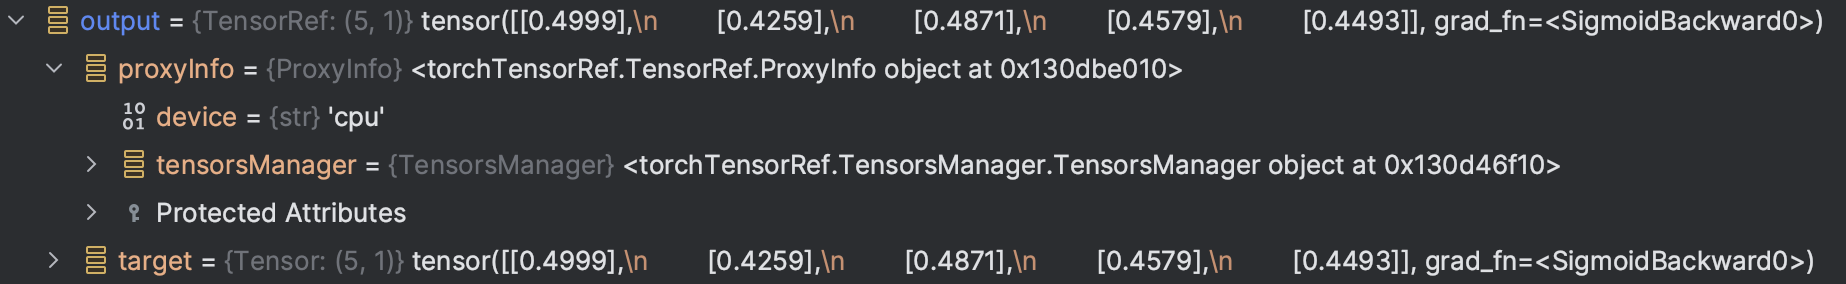 output = {TensorRef: (5, 1)} tensor([[0.4999],\n        [0.4259],\n        [0.4871],\n        [0.4579],\n        [0.4493]], grad_fn=<SigmoidBackward0>)
proxyInfo = {ProxyInfo} <torchTensorRef.TensorRef.ProxyInfo object at 0x130dbe010>
10
01 device = {str} 'cpu'
tensorsManager = {TensorsManager} <torchTensorRef.TensorsManager.TensorsManager object at 0x130d46f10>
Protected Attributes
target = {Tensor: (5, 1)} tensor([[0.4999],\n        [0.4259],\n        [0.4871],\n        [0.4579],\n        [0.4493]], grad_fn=<SigmoidBackward0>)